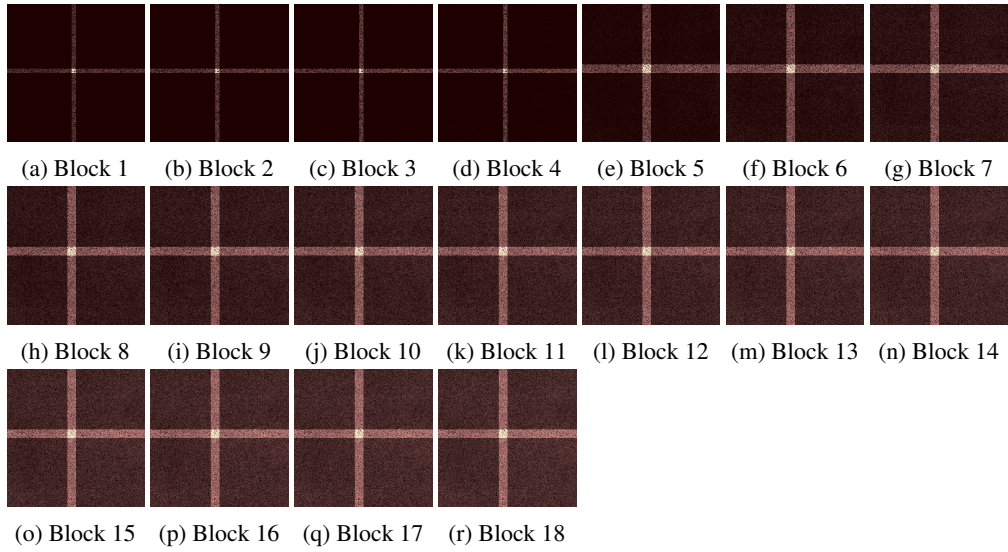 (a) Block 1 (b) Block 2 (c) Block 3 (d) Block 4 (e) Block 5 (f) Block 6 (g) Block 7
(h) Block 8 (i) Block 9 (j) Block 10 (k) Block 11 (l) Block 12 (m) Block 13 (n) Block 14
(o) Block 15 (p) Block 16 (q) Block 17 (r) Block 18